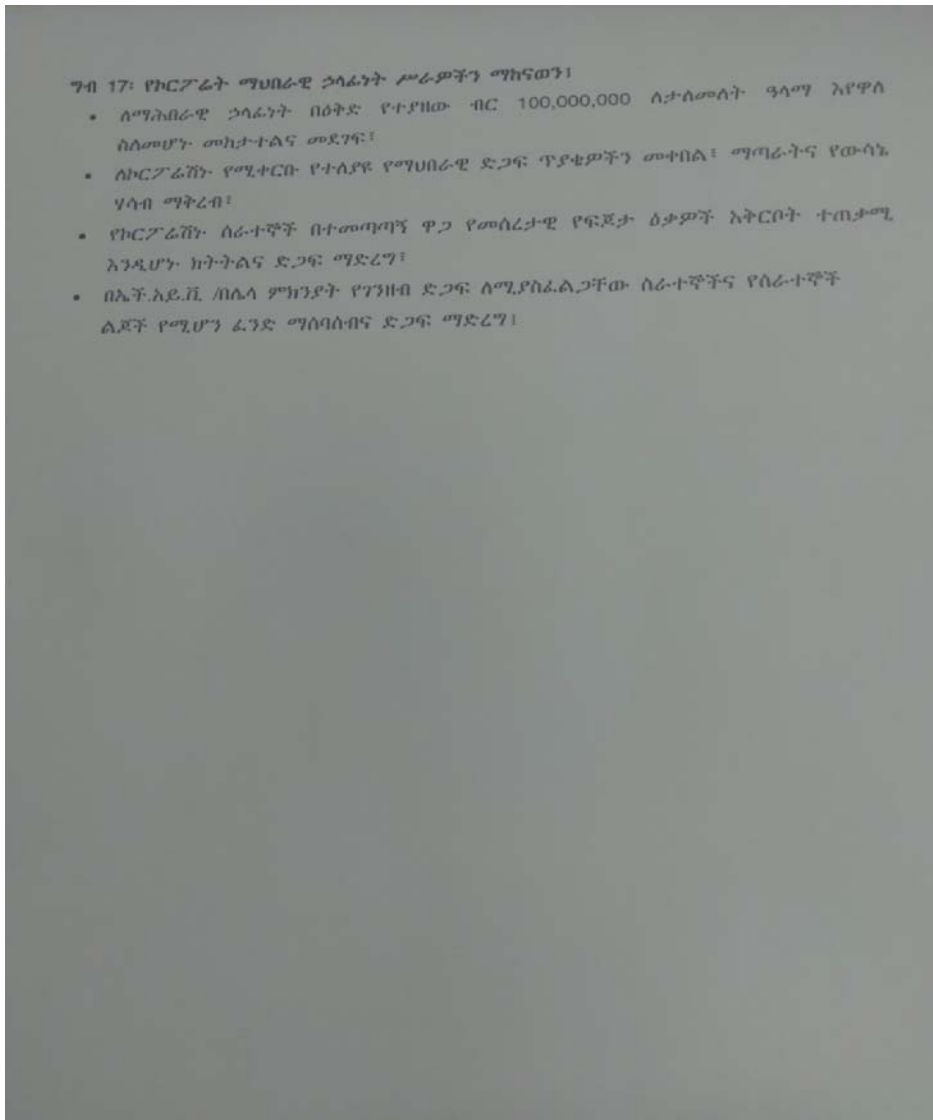 ግብ 17፡ የኮርፖሬት ማህበራዊ ኃላፊነት ሥራዎችን ማከናወን፤
• ለማሕበራዊ ኃላፊነት በዕቅድ የተያዘው ብር 100,000,000 ለታለመለት ዓላማ እየዋለ
ስለመሆኑ መከታተልና መደገፍ፤
• ለኮርፖሬሽኑ የሚቀርቡ የተለያዩ የማህበራዊ ድጋፍ ጥያቄዎችን መቀበል፤ ማጣራትና የውሳኔ
ሃሳብ ማቅረብ፤
• የኮርፖሬሽኑ ሰራተኞች በተመጣጣኝ ዋጋ የመሰረታዊ የፍጆታ ዕቃዎች አቅርቦት ተጠቃሚ
እንዲሆኑ ክትትልና ድጋፍ ማድረግ፤
• በኤች.አይ.ቪ /በሌላ ምክንያት የገንዘብ ድጋፍ ለሚያስፈልጋቸው ሰራተኞችና የሰራተኞች
ልጆች የሚሆን ፈንድ ማሰባሰብና ድጋፍ ማድረግ፤